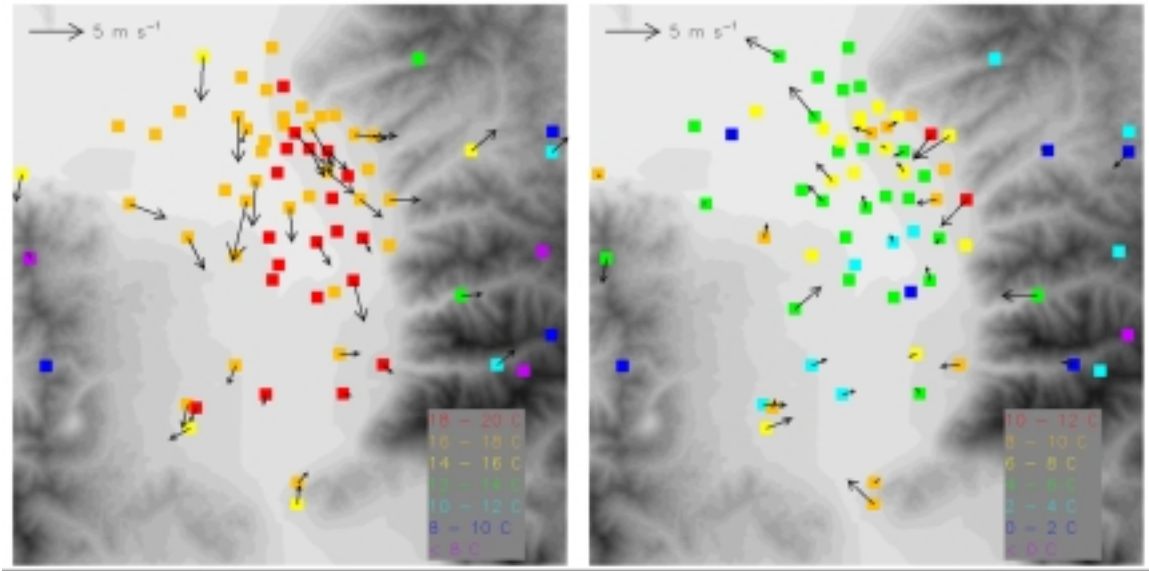 5 m s⁻¹
18 - 20 C
16 - 18 C
14 - 16 C
12 - 14 C
10 - 12 C
8 - 10 C
< 8 C
5 m s⁻¹
10 - 12 C
8 - 10 C
6 - 8 C
4 - 6 C
2 - 4 C
0 - 2 C
< 0 C